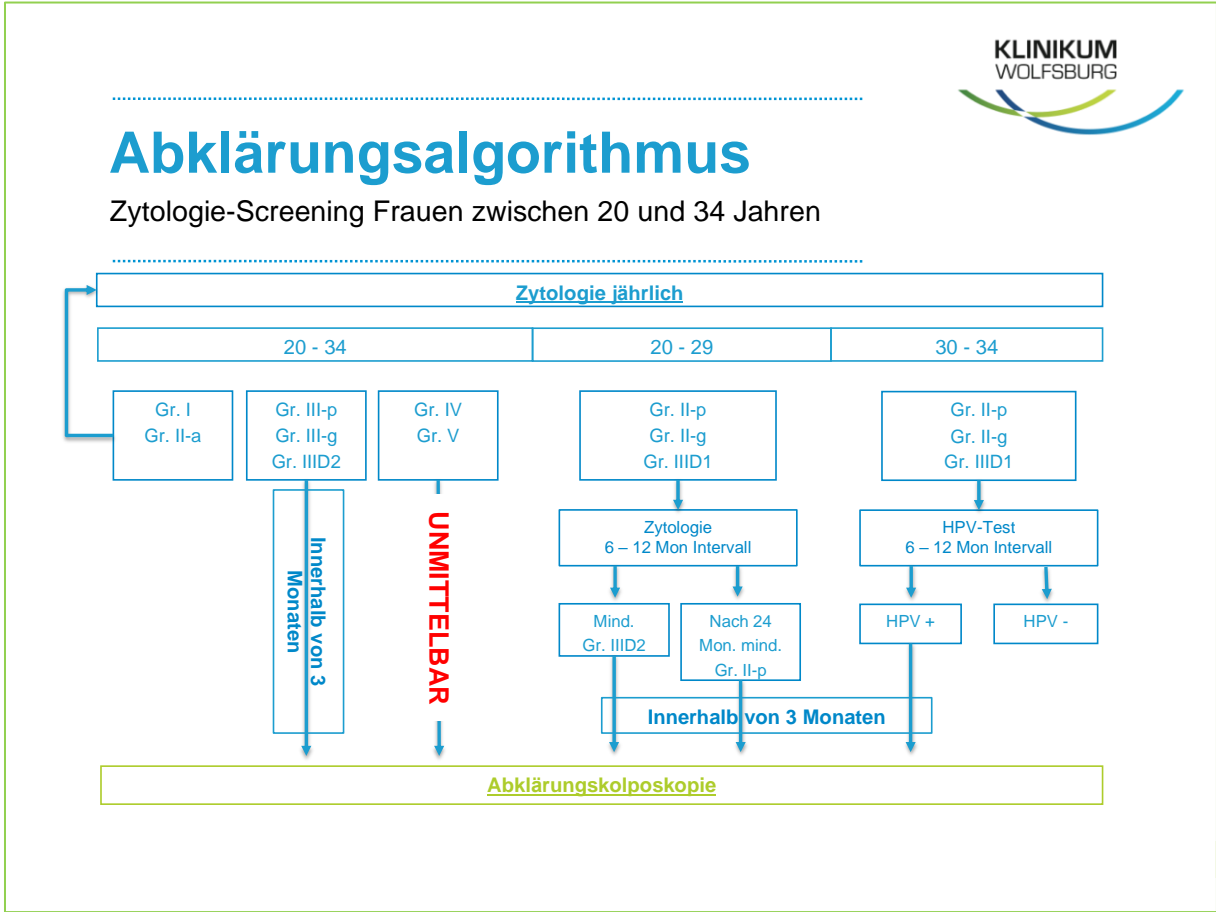 KLINIKUM
WOLFSBURG
Abklärungsalgorithmus
Zytologie-Screening Frauen zwischen 20 und 34 Jahren
Zytologie jährlich
20 - 34
20 - 29
30 - 34
Gr. I
Gr. II-a
Gr. III-p
Gr. III-g
Gr. IIID2
Gr. IV
Gr. V
Gr. II-p
Gr. II-g
Gr. IIID1
Gr. II-p
Gr. II-g
Gr. IIID1
Innerhalb von 3
Monaten
UNMITTELBAR
Zytologie
6 – 12 Mon Intervall
HPV-Test
6 – 12 Mon Intervall
Mind.
Gr. IIID2
Nach 24
Mon. mind.
Gr. II-p
HPV +
HPV -
Innerhalb von 3 Monaten
Abklärungskolposkopie